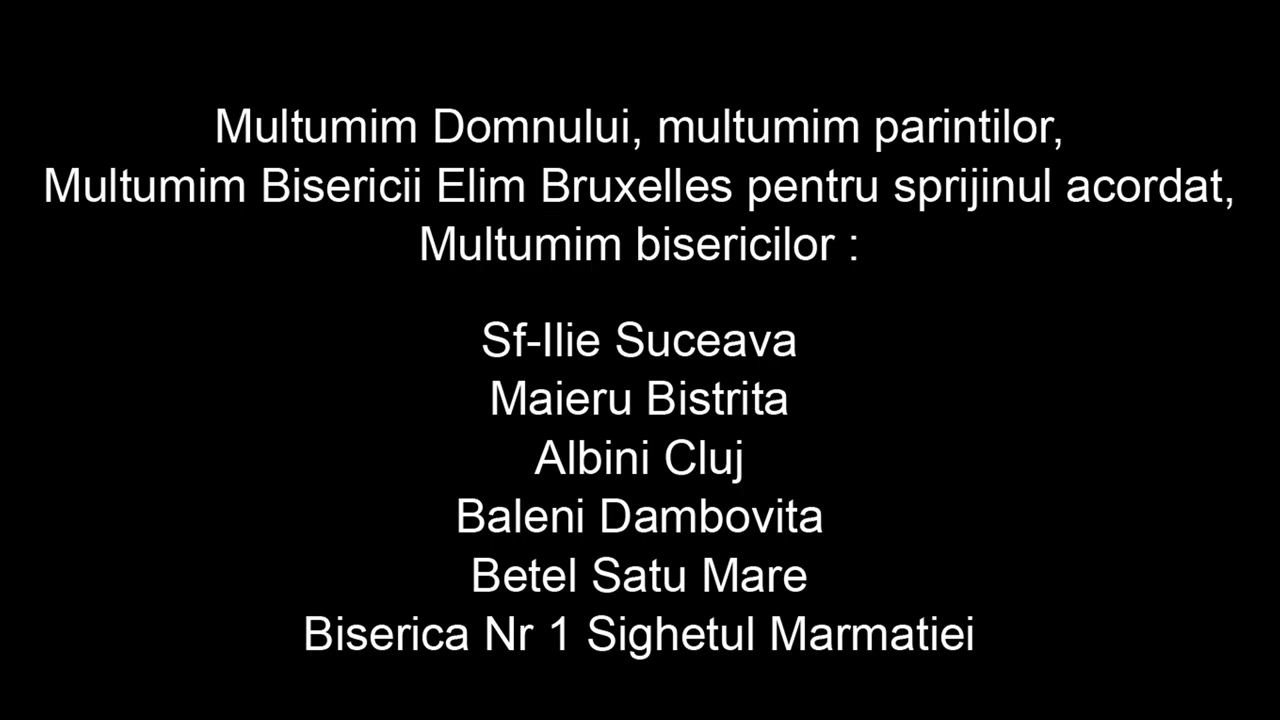 Multumim Domnului, multumim parintilor,
Multumim Bisericii Elim Bruxelles pentru sprijinul acordat,
Multumim bisericilor :
Sf-Ilie Suceava
Maieru Bistrita
Albini Cluj
Baleni Dambovita
Betel Satu Mare
Biserica Nr 1 Sighetul Marmatiei